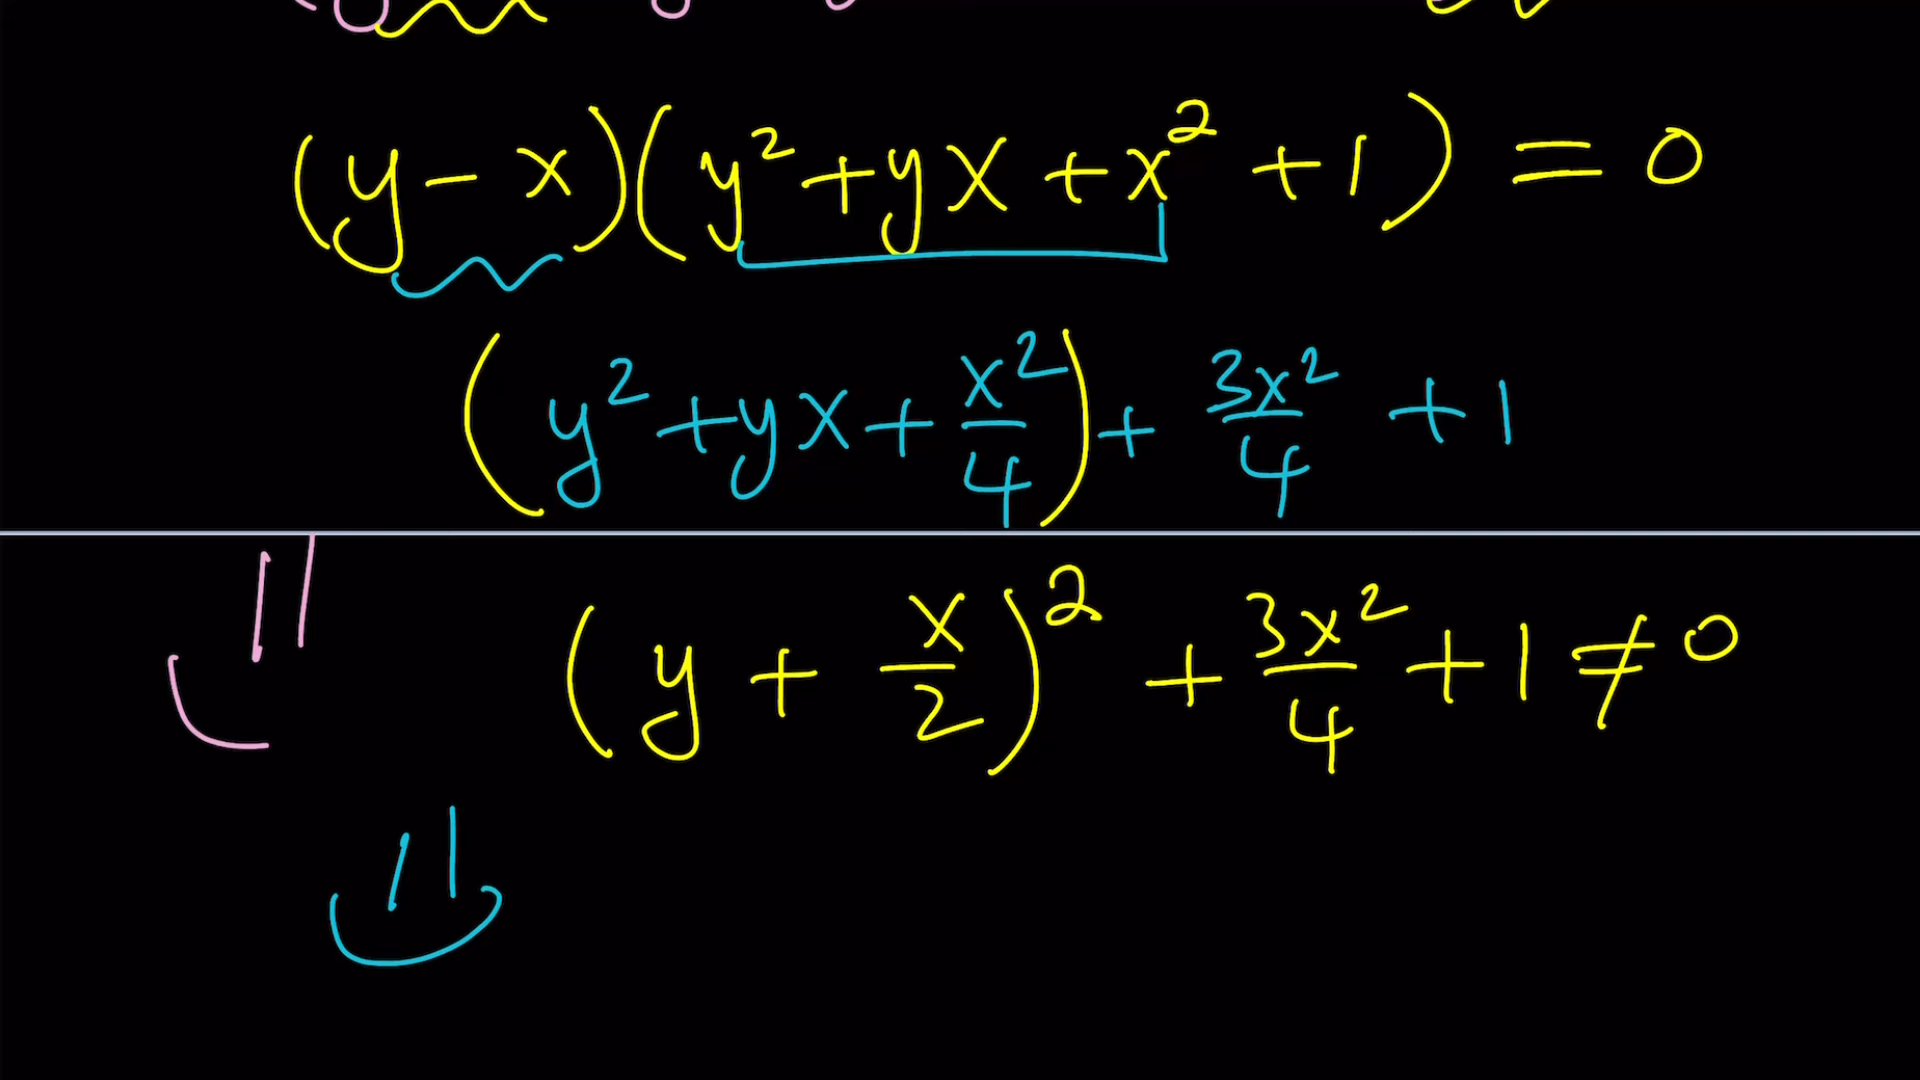 (y - x)(y² + yx + x² + 1) = 0
(y² + yx + x²/4) + 3x²/4 + 1
(y + x/2)² + 3x²/4 + 1 ≠ 0